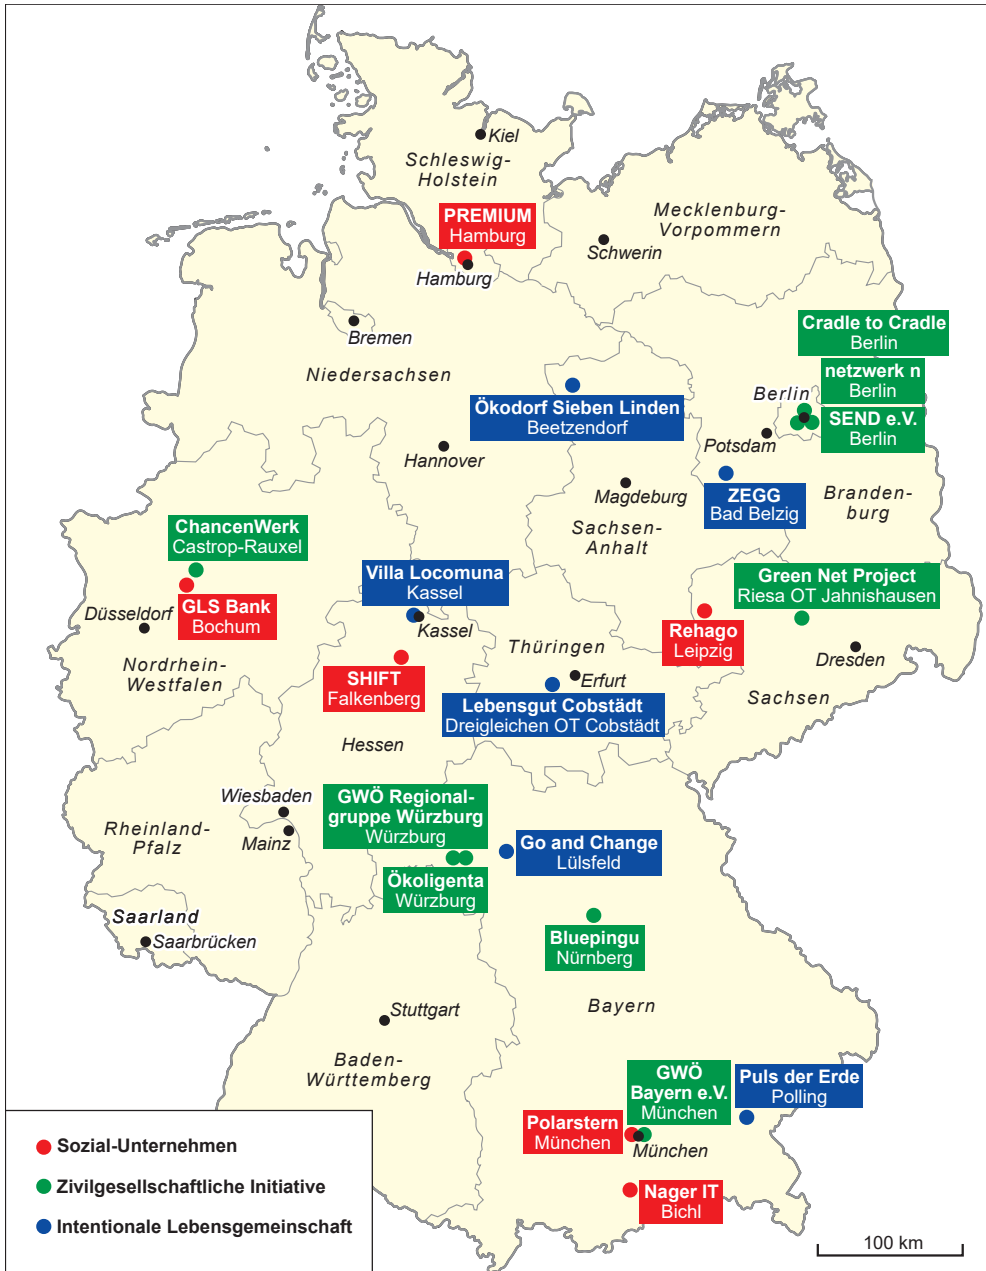 Kiel
Schleswig-
Holstein
PREMIUM
Hamburg
Hamburg
Mecklenburg-
Vorpommern
Schwerin
Bremen
Niedersachsen
Cradle to Cradle
Berlin
netzwerk n
Berlin
Berlin
SEND e.V.
Berlin
Ökodorf Sieben Linden
Beetzendorf
Hannover
Potsdam
Magdeburg
ZEGG
Bad Belzig
Branden-
burg
Sachsen-
Anhalt
ChancenWerk
Castrop-Rauxel
GLS Bank
Bochum
Düsseldorf
Nordrhein-
Westfalen
Villa Locomuna
Kassel
Kassel
SHIFT
Falkenberg
Hessen
Thüringen
Erfurt
Lebensgut Cobstädt
Dreigleichen OT Cobstädt
Rehago
Leipzig
Green Net Project
Riesa OT Jahnishausen
Dresden
Sachsen
Wiesbaden
Mainz
Rheinland-
Pfalz
GWÖ Regional-
gruppe Würzburg
Würzburg
Ökoligenta
Würzburg
Go and Change
Lülsfeld
Saarland
Saarbrücken
Bluepingu
Nürnberg
Bayern
Stuttgart
Baden-
Württemberg
GWÖ
Bayern e.V.
München
Puls der Erde
Polling
Polarstern
München
München
Nager IT
Bichl
Sozial-Unternehmen
Zivilgesellschaftliche Initiative
Intentionale Lebensgemeinschaft
100 km